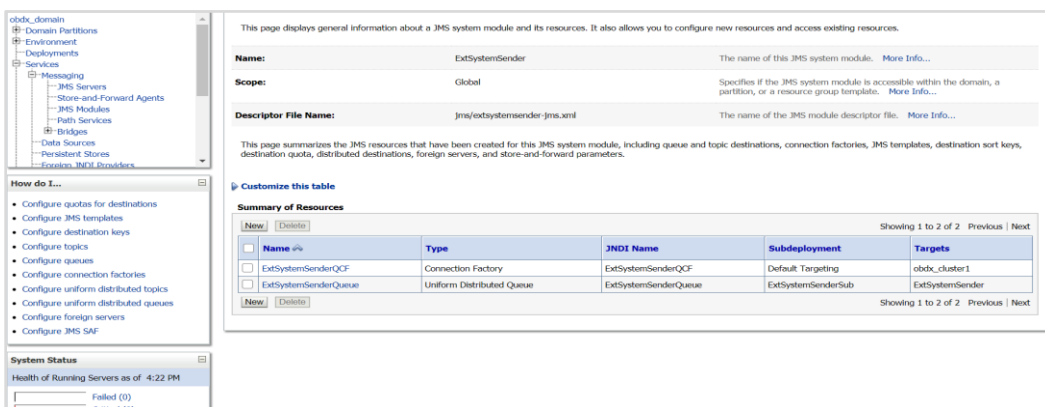 obdx_domain
Domain Partitions
Environment
Deployments
Services
Messaging
JMS Servers
Store-and-Forward Agents
JMS Modules
Path Services
Bridges
Data Sources
Persistent Stores
Foreign JNDI Providers
How do I...
Configure quotas for destinations
Configure JMS templates
Configure destination keys
Configure topics
Configure queues
Configure connection factories
Configure uniform distributed topics
Configure uniform distributed queues
Configure foreign servers
Configure JMS SAF
System Status
Health of Running Servers as of 4:22 PM
Failed (0)
This page displays general information about a JMS system module and its resources. It also allows you to configure new resources and access existing resources.
Name: ExtSystemSender The name of this JMS system module. More Info...
Scope: Global Specifies if the JMS system module is accessible within the domain, a
partition, or a resource group template. More Info...
Descriptor File Name: jms/extsystemsender-jms.xml The name of the JMS module descriptor file. More Info...
This page summarizes the JMS resources that have been created for this JMS system module, including queue and topic destinations, connection factories, JMS templates, destination sort keys,
destination quota, distributed destinations, foreign servers, and store-and-forward parameters.
Customize this table
Summary of Resources
New Delete Showing 1 to 2 of 2 Previous | Next
Name Type JNDI Name Subdeployment Targets
ExtSystemSenderQCF Connection Factory ExtSystemSenderQCF Default Targeting obdx_cluster1
ExtSystemSenderQueue Uniform Distributed Queue ExtSystemSenderQueue ExtSystemSenderSub ExtSystemSender
New Delete Showing 1 to 2 of 2 Previous | Next